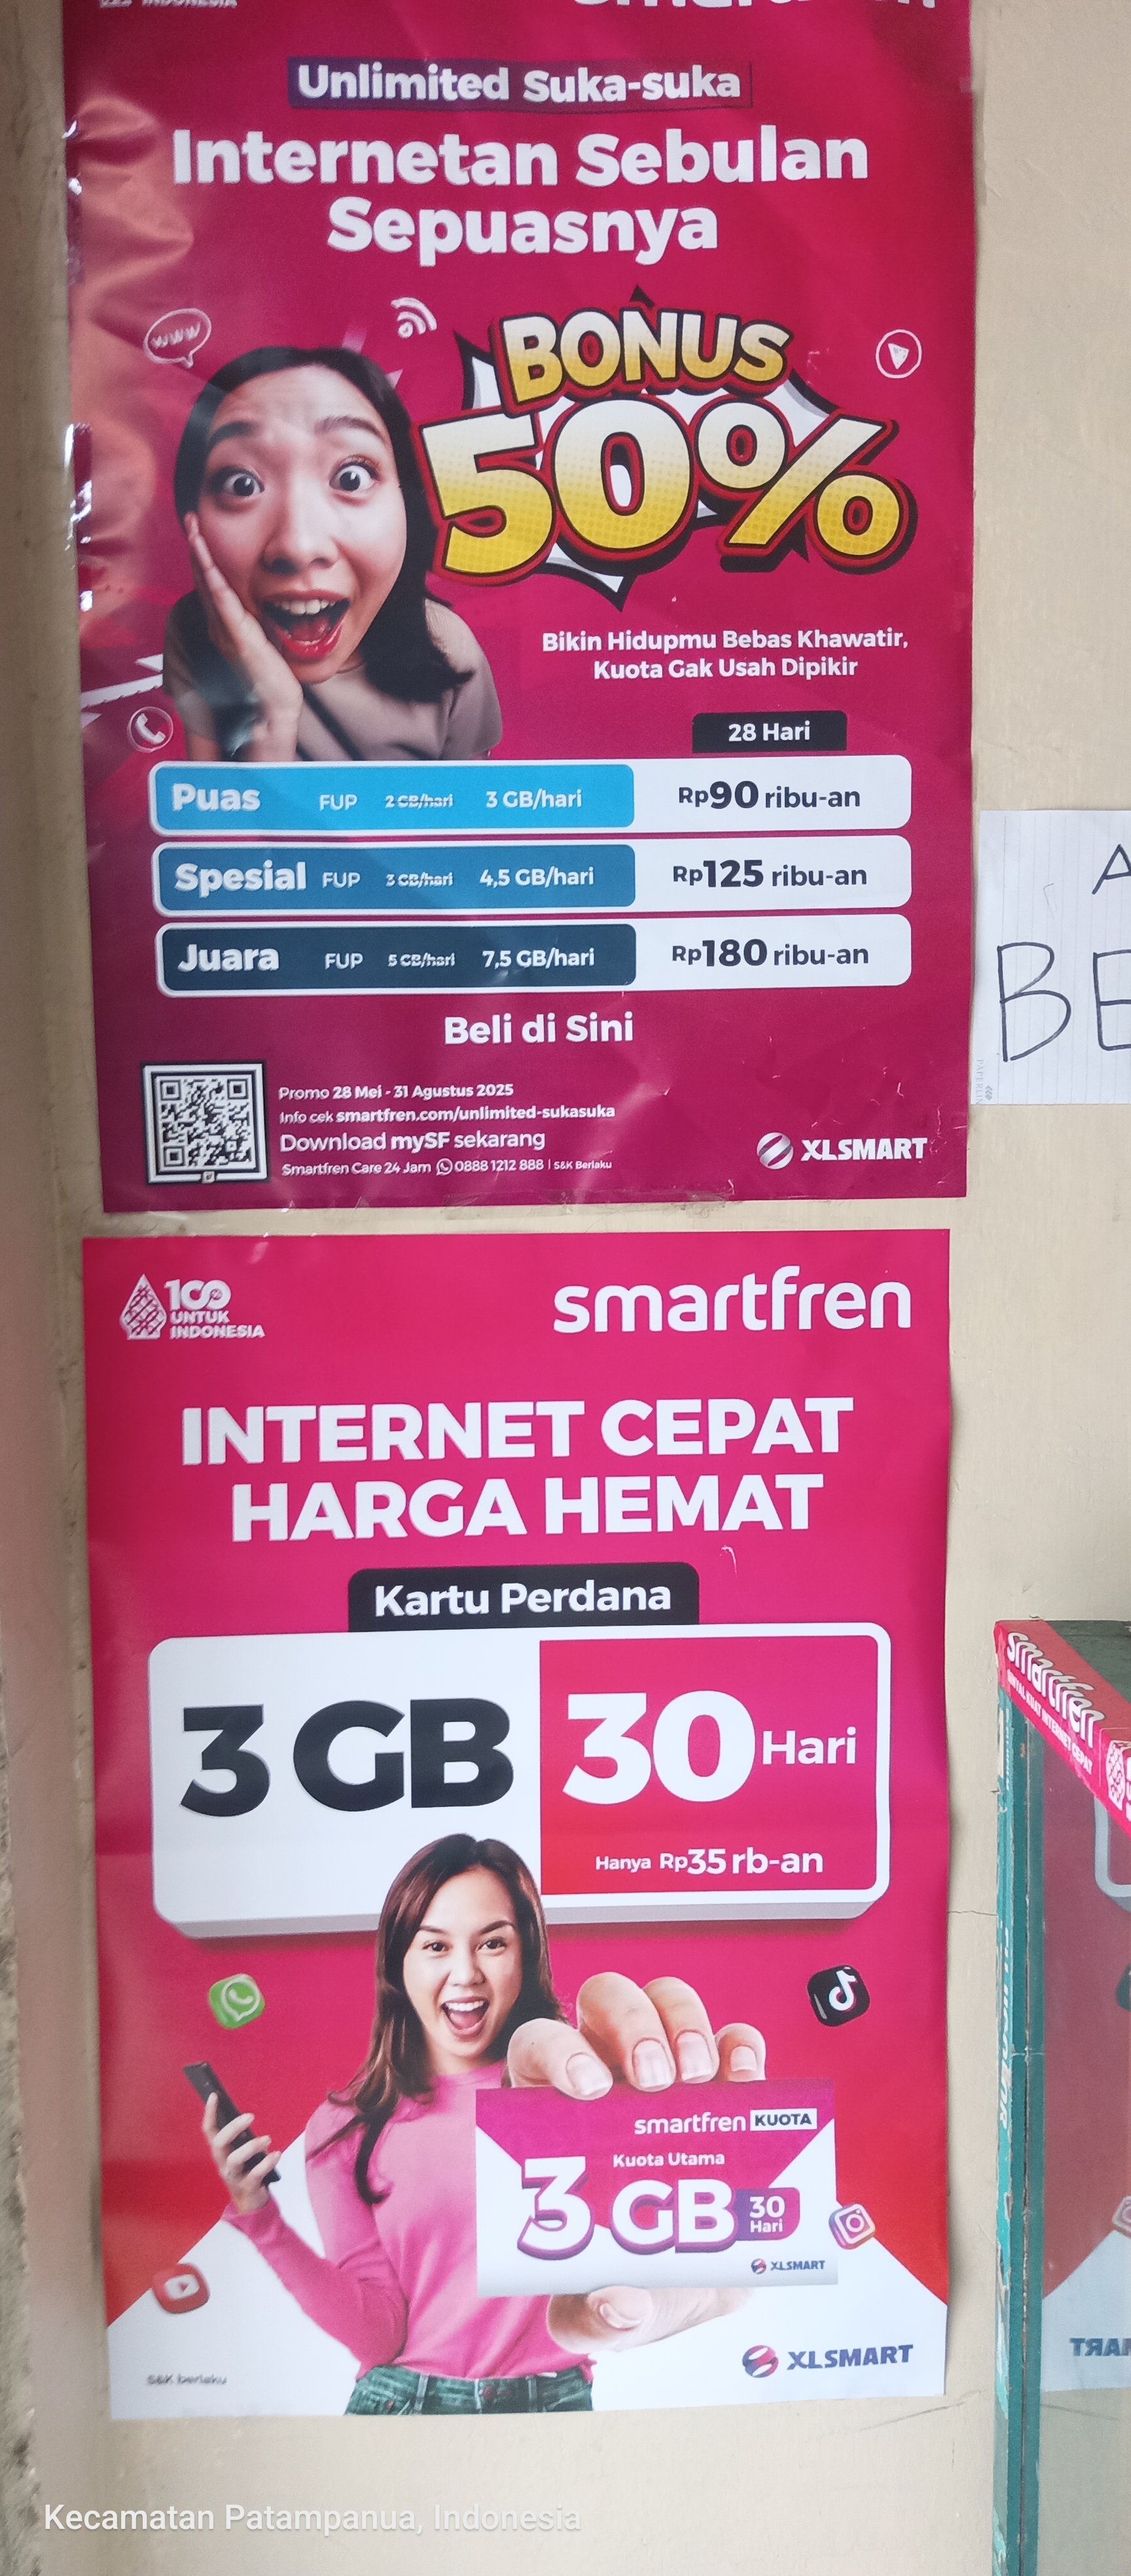 INDONESIA
smartfren
Unlimited Suka-suka
Internetan Sebulan
Sepuasnya
www
BONUS
50%
Bikin Hidupmu Bebas Khawatir,
Kuota Gak Usah Dipikir
28 Hari
Puas FUP 2 GB/hari 3 GB/hari Rp90 ribu-an
Spesial FUP 3 GB/hari 4,5 GB/hari Rp125 ribu-an
Juara FUP 5 GB/hari 7,5 GB/hari Rp180 ribu-an
Beli di Sini
Promo 28 Mei - 31 Agustus 2025
Info cek smartfren.com/unlimited-sukasuka
Download mySF sekarang
Smartfren Care 24 Jam 0888 1212 888 | S&K Berlaku
XLSMART
A
BE
100
UNTUK
INDONESIA
smartfren
INTERNET CEPAT
HARGA HEMAT
Kartu Perdana
3 GB 30 Hari
Hanya Rp35 rb-an
smartfren KUOTA
Kuota Utama
3 GB 30
Hari
XLSMART
XLSMART
S&K berlaku
smartfren
Kecamatan Patampanua, Indonesia